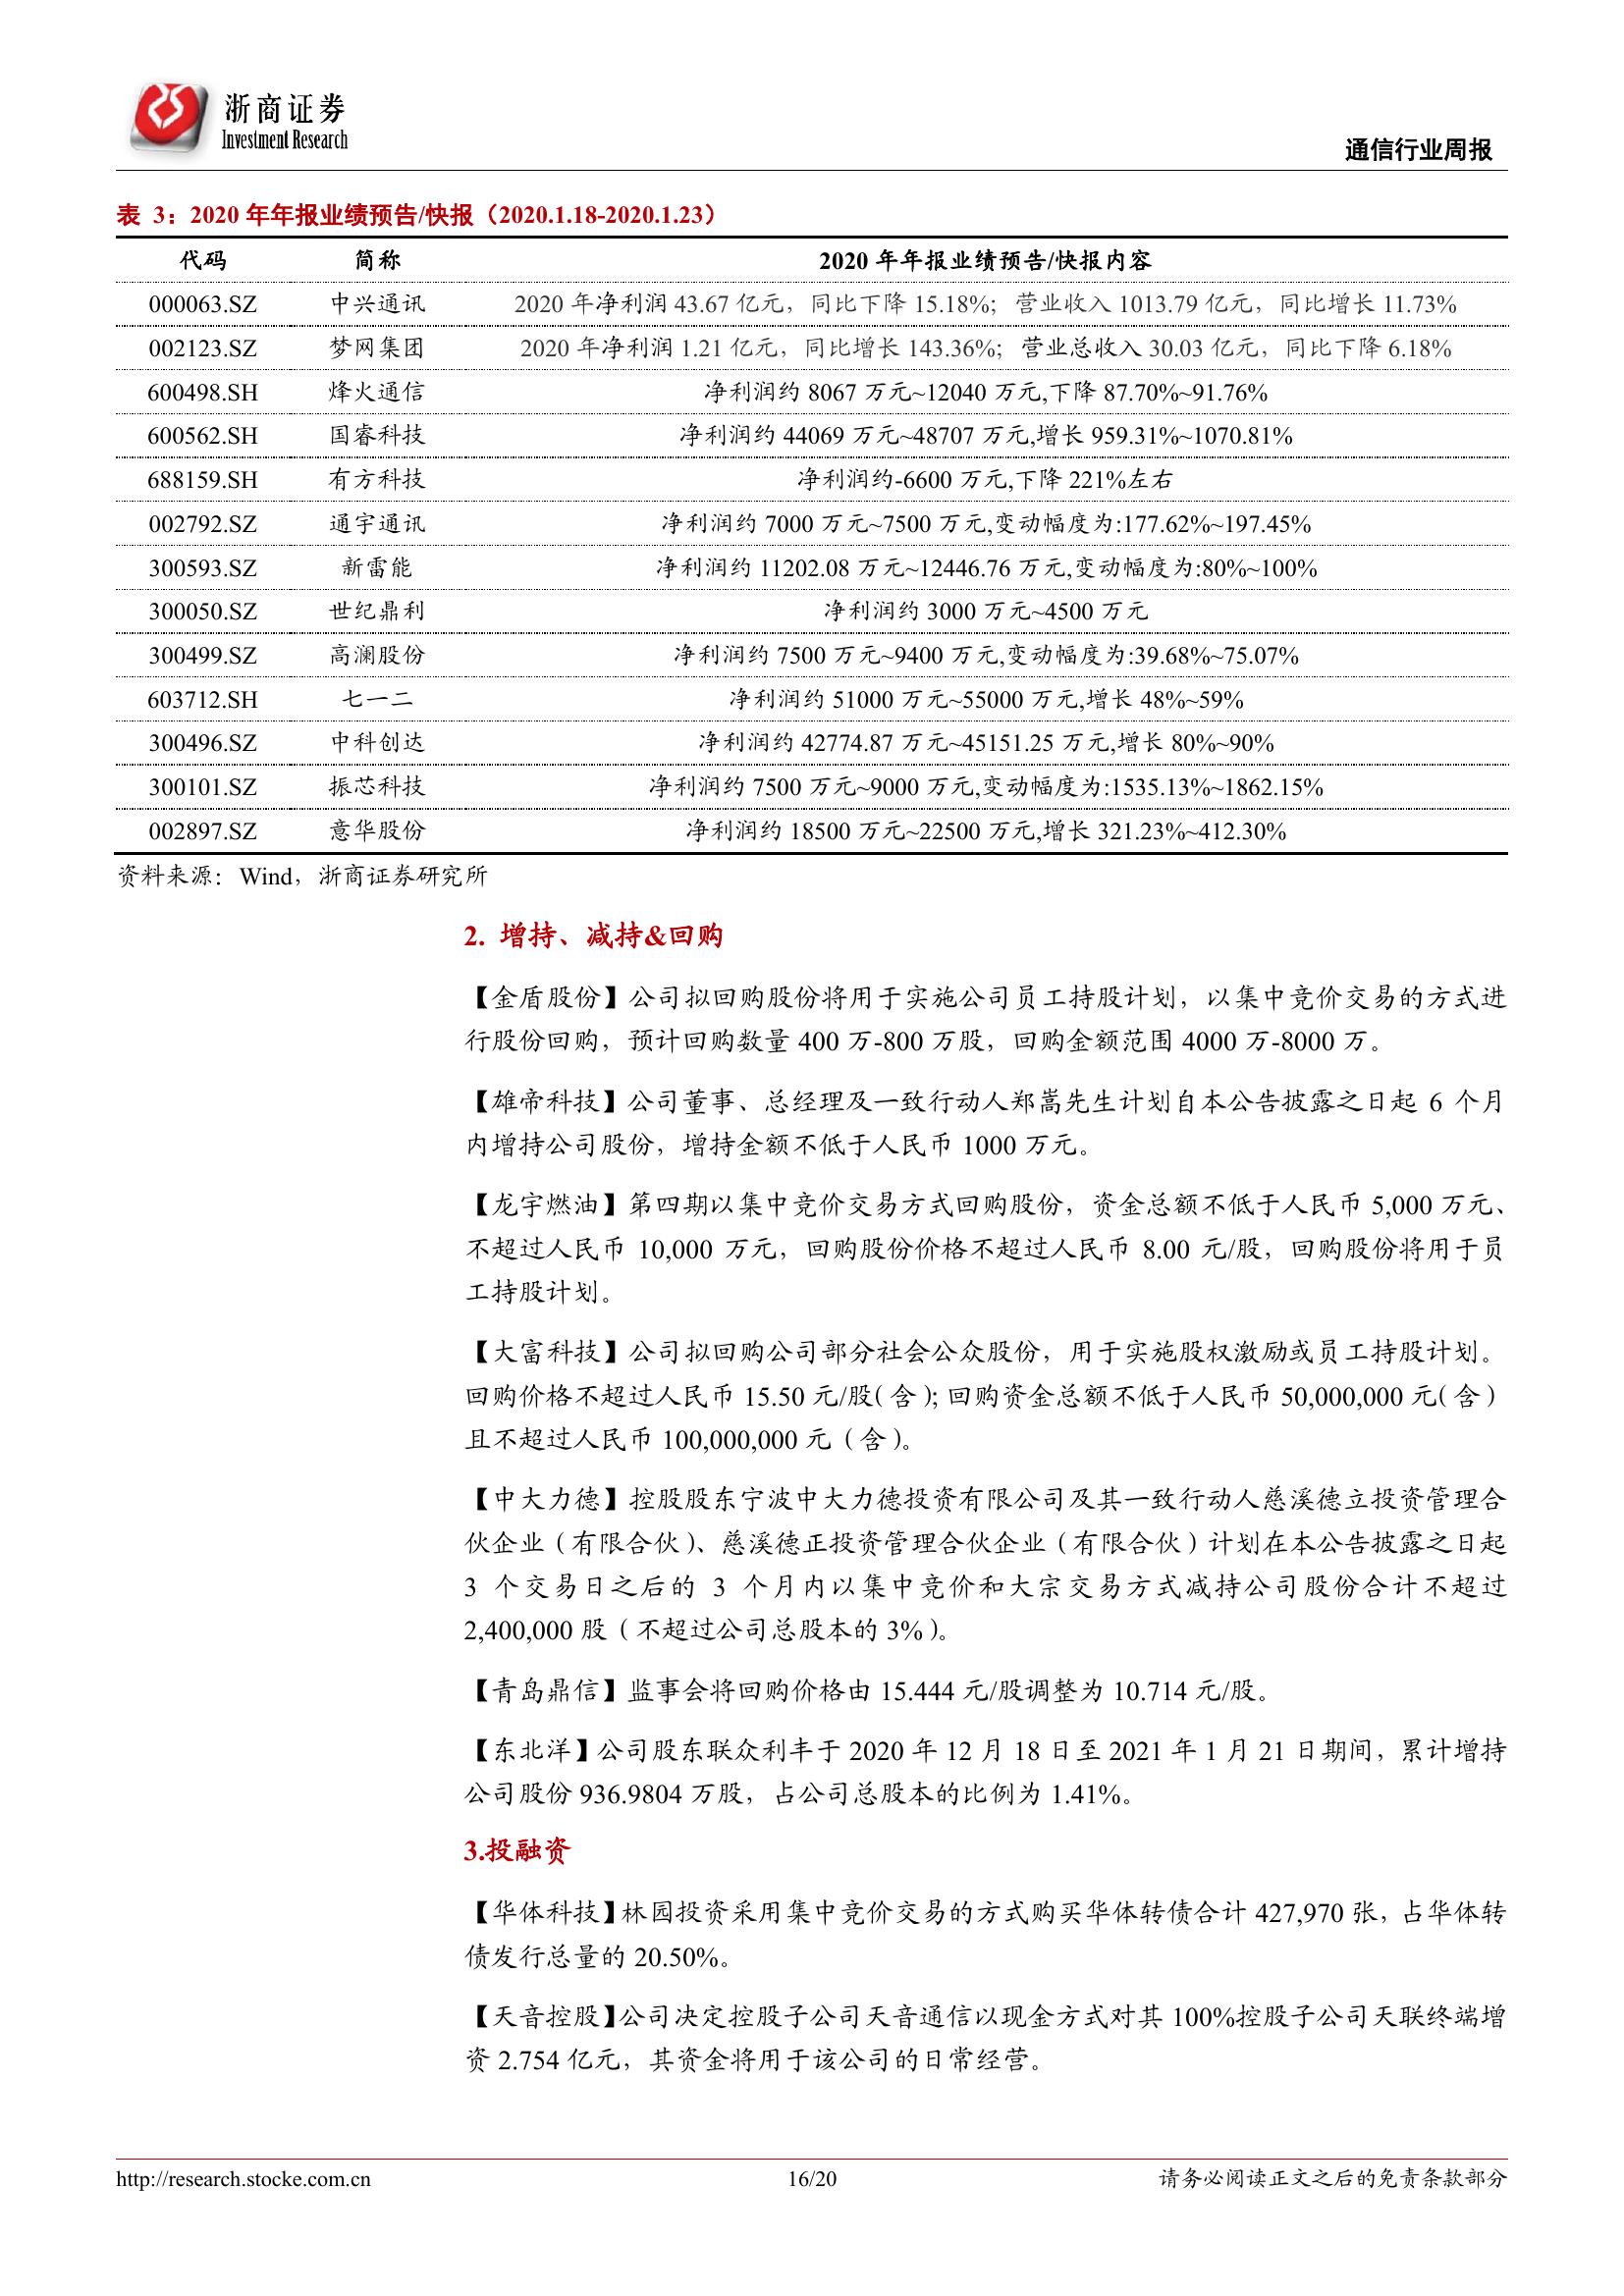 浙商证券
Investment Research
通信行业周报
表 3：2020 年年报业绩预告/快报（2020.1.18-2020.1.23）
代码 简称 2020 年年报业绩预告/快报内容
000063.SZ 中兴通讯 2020 年净利润 43.67 亿元，同比下降 15.18%；营业收入 1013.79 亿元，同比增长 11.73%
002123.SZ 梦网集团 2020 年净利润 1.21 亿元，同比增长 143.36%；营业总收入 30.03 亿元，同比下降 6.18%
600498.SH 烽火通信 净利润约 8067 万元~12040 万元,下降 87.70%~91.76%
600562.SH 国睿科技 净利润约 44069 万元~48707 万元,增长 959.31%~1070.81%
688159.SH 有方科技 净利润约-6600 万元,下降 221%左右
002792.SZ 通宇通讯 净利润约 7000 万元~7500 万元,变动幅度为:177.62%~197.45%
300593.SZ 新雷能 净利润约 11202.08 万元~12446.76 万元,变动幅度为:80%~100%
300050.SZ 世纪鼎利 净利润约 3000 万元~4500 万元
300499.SZ 高澜股份 净利润约 7500 万元~9400 万元,变动幅度为:39.68%~75.07%
603712.SH 七一二 净利润约 51000 万元~55000 万元,增长 48%~59%
300496.SZ 中科创达 净利润约 42774.87 万元~45151.25 万元,增长 80%~90%
300101.SZ 振芯科技 净利润约 7500 万元~9000 万元,变动幅度为:1535.13%~1862.15%
002897.SZ 意华股份 净利润约 18500 万元~22500 万元,增长 321.23%~412.30%
资料来源：Wind，浙商证券研究所
2. 增持、减持&回购
【金盾股份】公司拟回购股份将用于实施公司员工持股计划，以集中竞价交易的方式进
行股份回购，预计回购数量 400 万-800 万股，回购金额范围 4000 万-8000 万。
【雄帝科技】公司董事、总经理及一致行动人郑嵩先生计划自本公告披露之日起 6 个月
内增持公司股份，增持金额不低于人民币 1000 万元。
【龙宇燃油】第四期以集中竞价交易方式回购股份，资金总额不低于人民币 5,000 万元、
不超过人民币 10,000 万元，回购股份价格不超过人民币 8.00 元/股，回购股份将用于员
工持股计划。
【大富科技】公司拟回购公司部分社会公众股份，用于实施股权激励或员工持股计划。
回购价格不超过人民币 15.50 元/股（含）；回购资金总额不低于人民币 50,000,000 元（含）
且不超过人民币 100,000,000 元（含）。
【中大力德】控股股东宁波中大力德投资有限公司及其一致行动人慈溪德立投资管理合
伙企业（有限合伙）、慈溪德正投资管理合伙企业（有限合伙）计划在本公告披露之日起
3 个交易日之后的 3 个月内以集中竞价和大宗交易方式减持公司股份合计不超过
2,400,000 股（不超过公司总股本的 3%）。
【青岛鼎信】监事会将回购价格由 15.444 元/股调整为 10.714 元/股。
【东北洋】公司股东联众利丰于 2020 年 12 月 18 日至 2021 年 1 月 21 日期间，累计增持
公司股份 936.9804 万股，占公司总股本的比例为 1.41%。
3.投融资
【华体科技】林园投资采用集中竞价交易的方式购买华体转债合计 427,970 张，占华体转
债发行总量的 20.50%。
【天音控股】公司决定控股子公司天音通信以现金方式对其 100%控股子公司天联终端增
资 2.754 亿元，其资金将用于该公司的日常经营。
http://research.stocke.com.cn 16/20 请务必阅读正文之后的免责条款部分